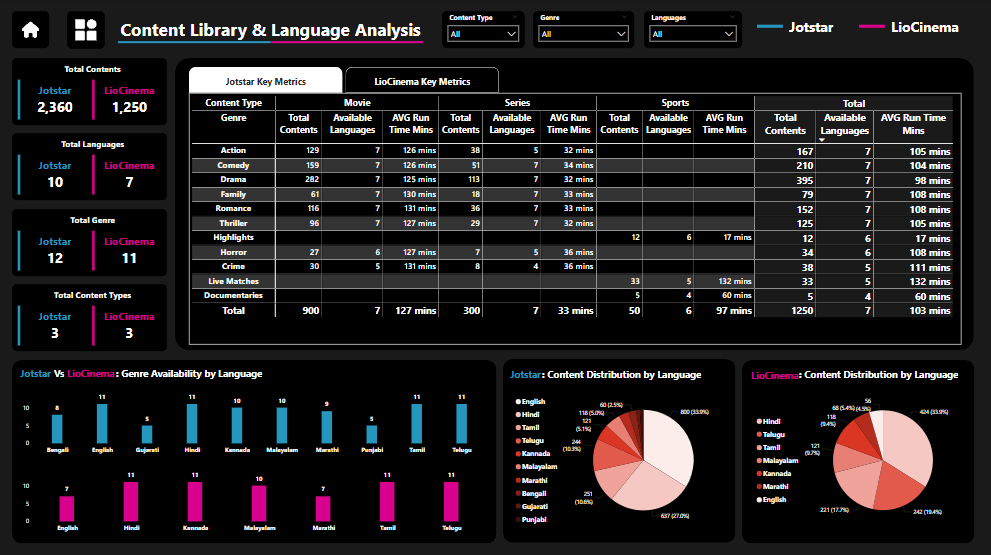 Content Library & Language Analysis
Content Type
All
Genre
All
Languages
All
Jotstar
LioCinema
Total Contents
Jotstar LioCinema
2,360 1,250
Total Languages
Jotstar LioCinema
10 7
Total Genre
Jotstar LioCinema
12 11
Total Content Types
Jotstar LioCinema
3 3
Jotstar Key Metrics LioCinema Key Metrics
Content Type Movie Series Sports Total
Genre Total Contents Available Languages AVG Run Time Mins Total Contents Available Languages AVG Run Time Mins Total Contents Available Languages AVG Run Time Mins Total Contents Available Languages AVG Run Time Mins
Action 129 7 126 mins 38 5 32 mins 167 7 105 mins
Comedy 159 7 126 mins 51 7 34 mins 210 7 104 mins
Drama 282 7 125 mins 113 7 32 mins 395 7 98 mins
Family 61 7 130 mins 18 7 33 mins 79 7 108 mins
Romance 116 7 131 mins 36 7 33 mins 152 7 108 mins
Thriller 96 7 127 mins 29 7 32 mins 125 7 105 mins
Highlights 12 6 17 mins 12 6 17 mins
Horror 27 6 127 mins 7 5 36 mins 34 6 108 mins
Crime 30 5 131 mins 8 4 36 mins 38 5 111 mins
Live Matches 33 5 132 mins 33 5 132 mins
Documentaries 5 4 60 mins 5 4 60 mins
Total 900 7 127 mins 300 7 33 mins 50 6 97 mins 1250 7 103 mins
Jotstar Vs LioCinema: Genre Availability by Language
10
5
0
8 11 5 11 10 10 9 5 11 11
Bengali English Gujarati Hindi Kannada Malayalam Marathi Punjabi Tamil Telugu
10
5
0
7 11 11 10 7 11 11
English Hindi Kannada Malayalam Marathi Tamil Telugu
Jotstar: Content Distribution by Language
English
Hindi
Tamil
Telugu
Kannada
Malayalam
Marathi
Bengali
Gujarati
Punjabi
60 (2.5%)
118 (5.0%)
121
(5.1%)
244
(10.3%)
251
(10.6%)
637 (27.0%)
800 (33.9%)
LioCinema: Content Distribution by Language
Hindi
Telugu
Tamil
Malayalam
Kannada
Marathi
English
56
(4.5%)
68 (5.4%)
118
(9.4%)
121
(9.7%)
221 (17.7%)
242 (19.4%)
424 (33.9%)